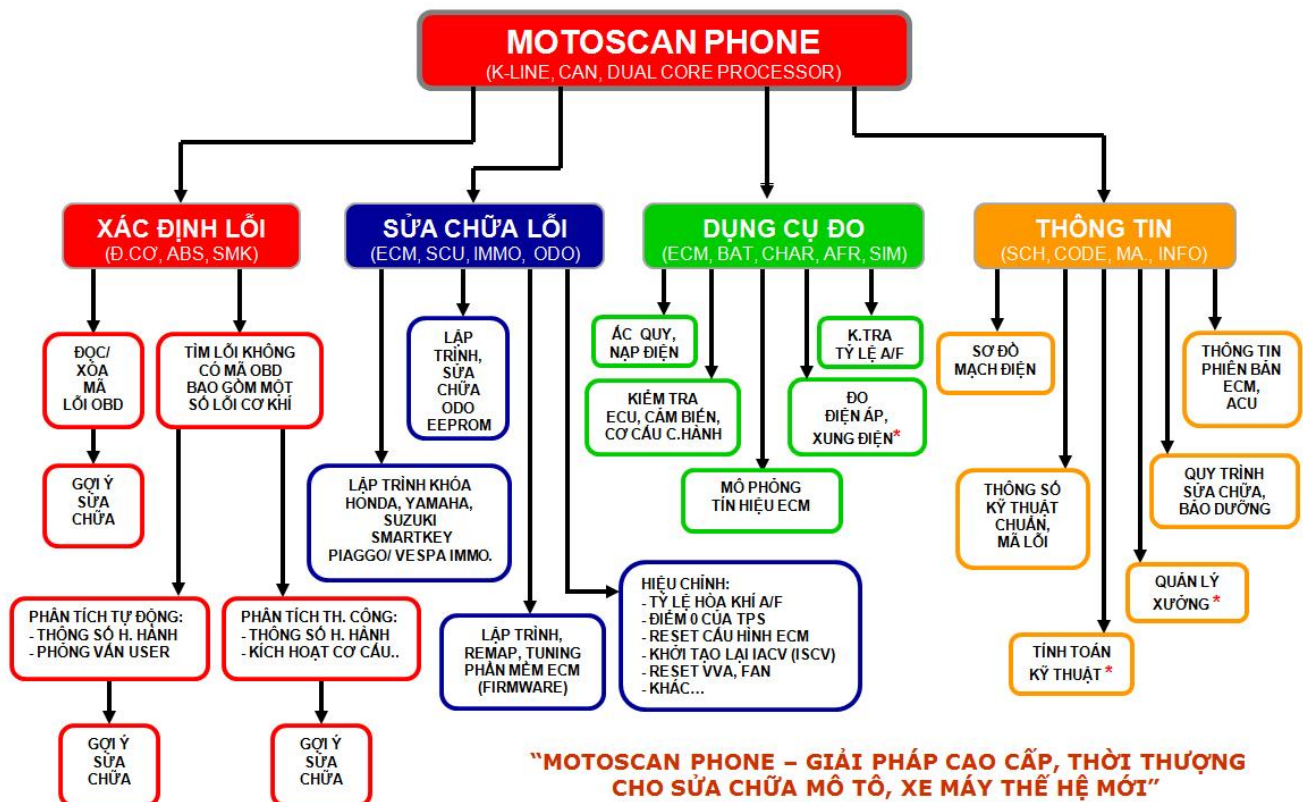 MOTOSCAN PHONE
(K-LINE, CAN, DUAL CORE PROCESSOR)
XÁC ĐỊNH LỖI
(Đ.CƠ, ABS, SMK)
ĐỌC/
XÒA
MÃ
LỖI OBD
GỢI Ý
SỬA
CHỮA
TÌM LỖI KHÔNG
CÓ MÃ OBD
BAO GỒM MỘT
SỐ LỖI CƠ KHÍ
PHÂN TÍCH TỰ ĐỘNG:
- THÔNG SỐ H. HÀNH
- PHỎNG VẤN USER
GỢI Ý
SỬA
CHỮA
PHÂN TÍCH TH. CÔNG:
- THÔNG SỐ H. HÀNH
- KÍCH HOẠT CƠ CẤU..
GỢI Ý
SỬA
CHỮA
SỬA CHỮA LỖI
(ECM, SCU, IMMO, ODO)
LẬP
TRÌNH,
SỬA
CHỮA
ODO
EEPROM
LẬP TRÌNH KHÓA
HONDA, YAMAHA,
SUZUKI
SMARTKEY
PIAGGO/ VESPA IMMO.
LẬP TRÌNH,
REMAP, TUNING
PHẦN MỀM ECM
(FIRMWARE)
HIỆU CHỈNH:
- TỶ LỆ HÒA KHÍ A/F
- ĐIỂM 0 CỦA TPS
- RESET CẤU HÌNH ECM
- KHỞI TẠO LẠI IACV (ISCV)
- RESET VVA, FAN
- KHÁC...
DỤNG CỤ ĐO
(ECM, BAT, CHAR, AFR, SIM)
ẮC QUY,
NẠP ĐIỆN
K.TRA
TỶ LỆ A/F
KIỂM TRA
ECU, CẢM BIẾN,
CƠ CẤU C.HÀNH
ĐO
ĐIỆN ÁP,
XUNG ĐIỆN*
MÔ PHỎNG
TÍN HIỆU ECM
THÔNG TIN
(SCH, CODE, MA., INFO)
SƠ ĐỒ
MẠCH ĐIỆN
THÔNG TIN
PHIÊN BẢN
ECM,
ACU
THÔNG SỐ
KỸ THUẬT
CHUẨN,
MÃ LỖI
QUY TRÌNH
SỬA CHỮA,
BẢO DƯỠNG
QUẢN LÝ
XƯỞNG *
TÍNH TOÁN
KỸ THUẬT *
"MOTOSCAN PHONE – GIẢI PHÁP CAO CẤP, THỜI THƯỢNG
CHO SỬA CHỮA MÔ TÔ, XE MÁY THẾ HỆ MỚI"